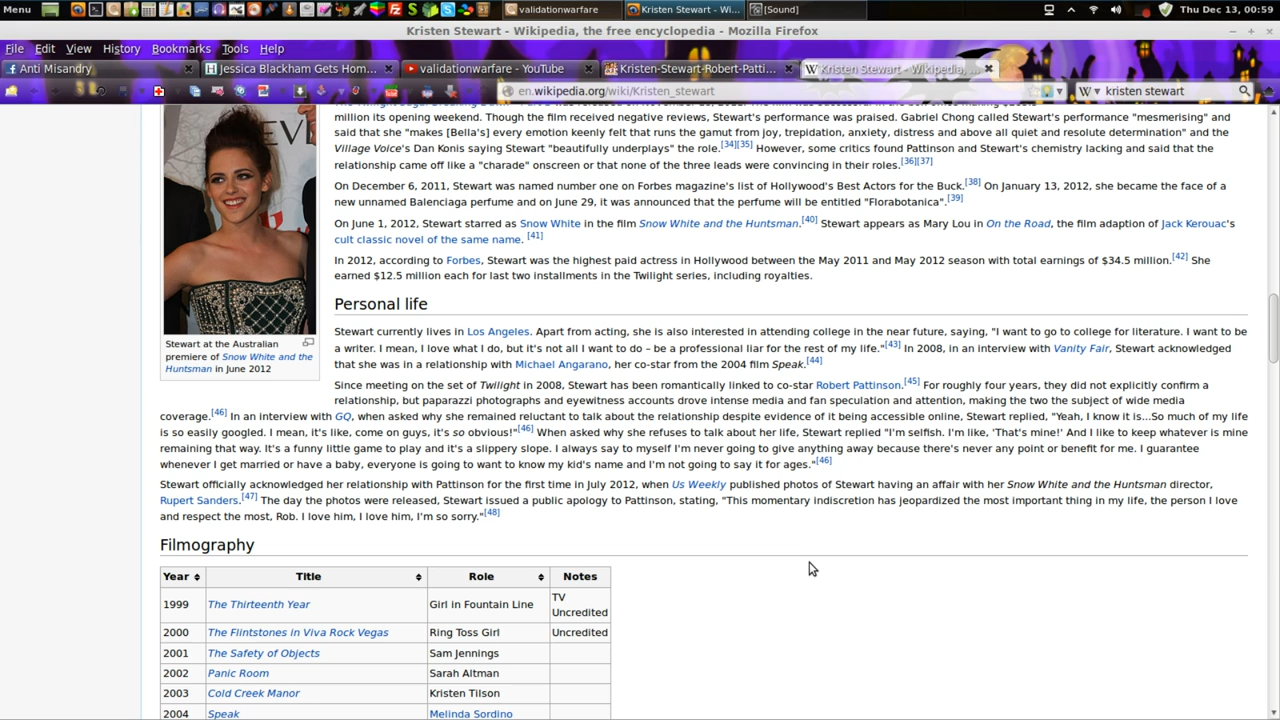 Menu
validationwarfare
Kristen Stewart - Wi...
[Sound]
Thu Dec 13, 00:59
Kristen Stewart - Wikipedia, the free encyclopedia - Mozilla Firefox
File Edit View History Bookmarks Tools Help
Anti Misandry
Jessica Blackham Gets Hom...
validationwarfare - YouTube
Kristen-Stewart-Robert-Patti...
Kristen Stewart - Wikipedia, ...
en.wikipedia.org/wiki/Kristen_stewart
kristen stewart
million its opening weekend. Though the film received negative reviews, Stewart's performance was praised. Gabriel Chong called Stewart's performance "mesmerising" and
said that she "makes [Bella's] every emotion keenly felt that runs the gamut from joy, trepidation, anxiety, distress and above all quiet and resolute determination" and the
Village Voice's Dan Konis saying Stewart "beautifully underplays" the role.[34][35] However, some critics found Pattinson and Stewart's chemistry lacking and said that the
relationship came off like a "charade" onscreen or that none of the three leads were convincing in their roles.[36][37]
On December 6, 2011, Stewart was named number one on Forbes magazine's list of Hollywood's Best Actors for the Buck.[38] On January 13, 2012, she became the face of a
new unnamed Balenciaga perfume and on June 29, it was announced that the perfume will be entitled "Florabotanica".[39]
On June 1, 2012, Stewart starred as Snow White in the film Snow White and the Huntsman.[40] Stewart appears as Mary Lou in On the Road, the film adaption of Jack Kerouac's
cult classic novel of the same name. [41]
In 2012, according to Forbes, Stewart was the highest paid actress in Hollywood between the May 2011 and May 2012 season with total earnings of $34.5 million.[42] She
earned $12.5 million each for last two installments in the Twilight series, including royalties.
Stewart at the Australian
premiere of Snow White and the
Huntsman in June 2012
Personal life
Stewart currently lives in Los Angeles. Apart from acting, she is also interested in attending college in the near future, saying, "I want to go to college for literature. I want to be
a writer. I mean, I love what I do, but it's not all I want to do – be a professional liar for the rest of my life."[43] In 2008, in an interview with Vanity Fair, Stewart acknowledged
that she was in a relationship with Michael Angarano, her co-star from the 2004 film Speak.[44]
Since meeting on the set of Twilight in 2008, Stewart has been romantically linked to co-star Robert Pattinson.[45] For roughly four years, they did not explicitly confirm a
relationship, but paparazzi photographs and eyewitness accounts drove intense media and fan speculation and attention, making the two the subject of wide media
coverage.[46] In an interview with GQ, when asked why she remained reluctant to talk about the relationship despite evidence of it being accessible online, Stewart replied, "Yeah, I know it is...So much of my life
is so easily googled. I mean, it's like, come on guys, it's so obvious!"[46] When asked why she refuses to talk about her life, Stewart replied "I'm selfish. I'm like, 'That's mine!' And I like to keep whatever is mine
remaining that way. It's a funny little game to play and it's a slippery slope. I always say to myself I'm never going to give anything away because there's never any point or benefit for me. I guarantee
whenever I get married or have a baby, everyone is going to want to know my kid's name and I'm not going to say it for ages."[46]
Stewart officially acknowledged her relationship with Pattinson for the first time in July 2012, when Us Weekly published photos of Stewart having an affair with her Snow White and the Huntsman director,
Rupert Sanders.[47] The day the photos were released, Stewart issued a public apology to Pattinson, stating, "This momentary indiscretion has jeopardized the most important thing in my life, the person I love
and respect the most, Rob. I love him, I love him, I'm so sorry."[48]
Filmography
Year Title Role Notes
1999 The Thirteenth Year Girl in Fountain Line TV Uncredited
2000 The Flintstones in Viva Rock Vegas Ring Toss Girl Uncredited
2001 The Safety of Objects Sam Jennings
2002 Panic Room Sarah Altman
2003 Cold Creek Manor Kristen Tilson
2004 Speak Melinda Sordino